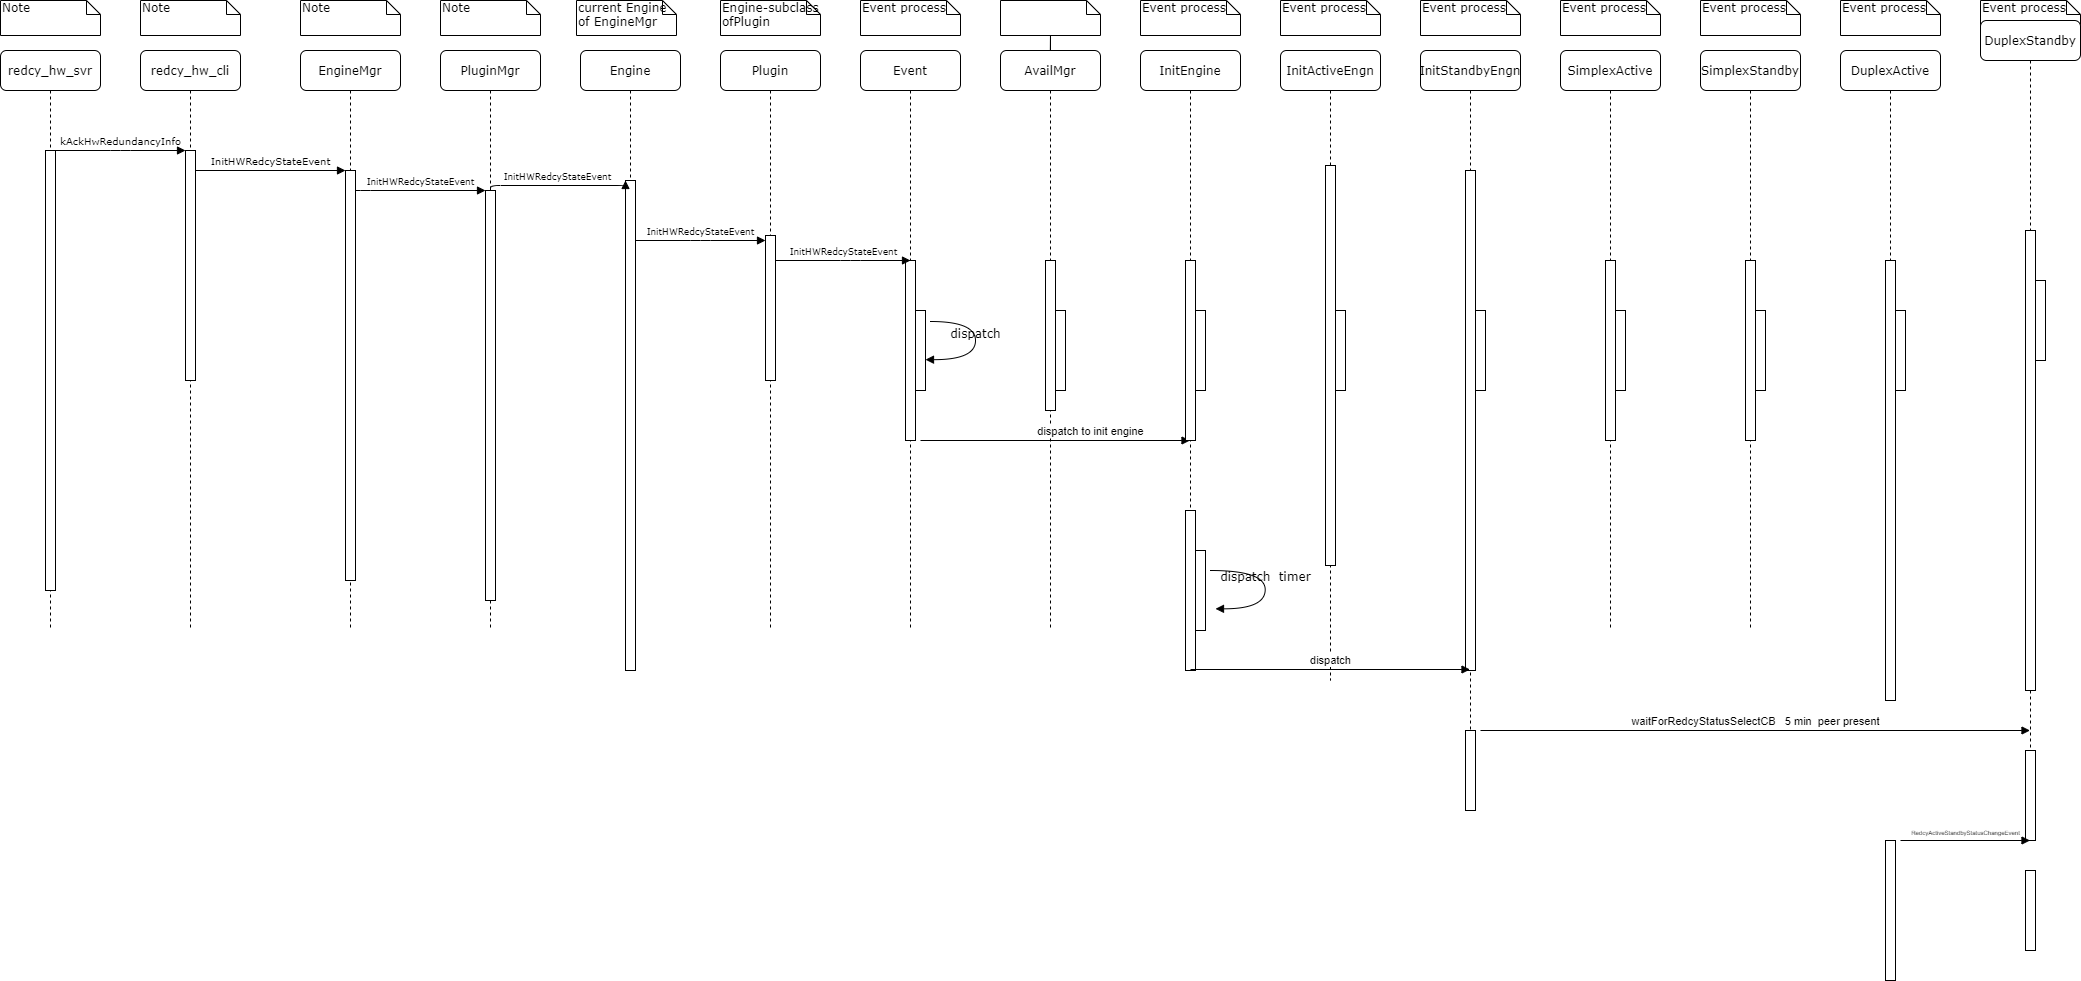 Note
Note
Note
Note
current Engine
of EngineMgr
Engine-subclass
ofPlugin
Event process
Event process
Event process
Event process
Event process
Event process
Event process
Event process
redcy_hw_svr
redcy_hw_cli
EngineMgr
PluginMgr
Engine
Plugin
Event
AvailMgr
InitEngine
InitActiveEngn
InitStandbyEngn
SimplexActive
SimplexStandby
DuplexActive
DuplexStandby
kAckHwRedundancyInfo
InitHWRedcyStateEvent
InitHWRedcyStateEvent
InitHWRedcyStateEvent
InitHWRedcyStateEvent
InitHWRedcyStateEvent
dispatch
dispatch to init engine
dispatch  timer
dispatch
waitForRedcyStatusSelectCB   5 min  peer present
RedcyActiveStandbyStatusChangeEvent